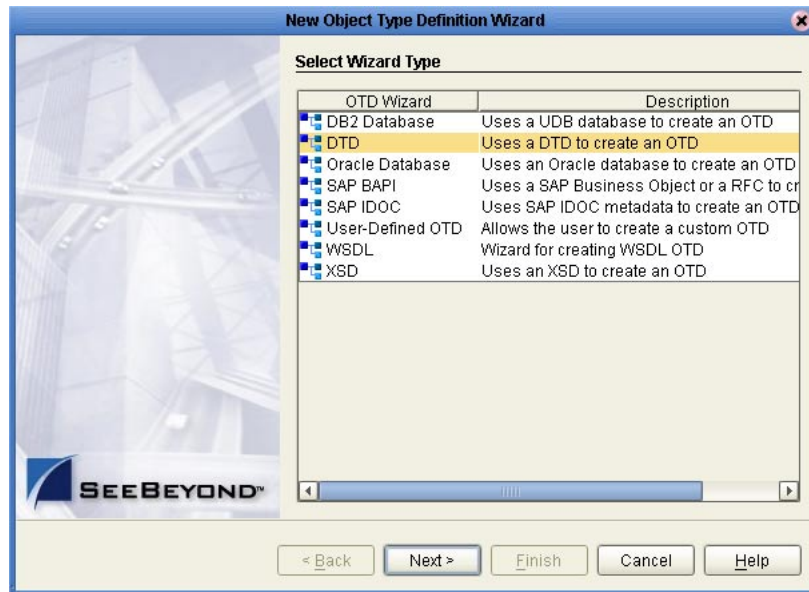 New Object Type Definition Wizard
Select Wizard Type
OTD Wizard Description
DB2 Database Uses a UDB database to create an OTD
DTD Uses a DTD to create an OTD
Oracle Database Uses an Oracle database to create an OTD
SAP BAPI Uses a SAP Business Object or a RFC to cr
SAP IDOC Uses SAP IDOC metadata to create an OTD
User-Defined OTD Allows the user to create a custom OTD
WSDL Wizard for creating WSDL OTD
XSD Uses an XSD to create an OTD
SEEBEYOND™
< Back Next > Finish Cancel Help